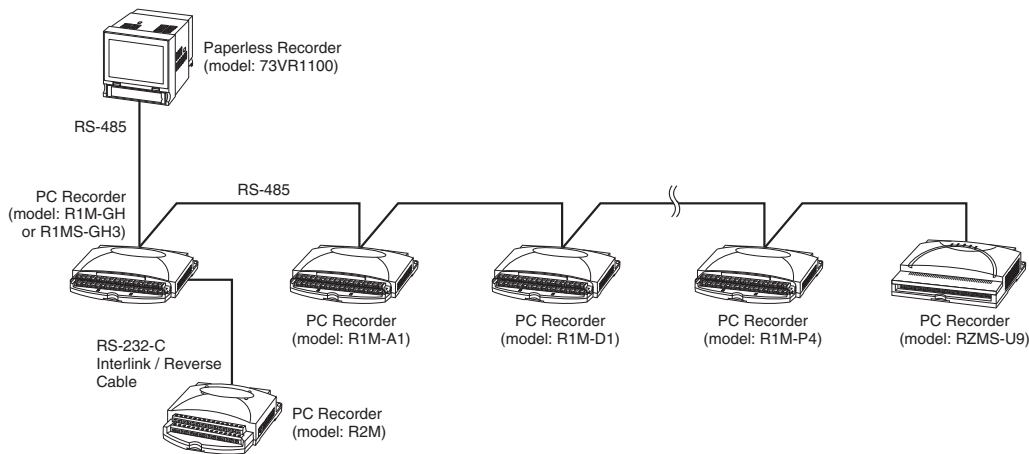 Paperless Recorder
(model: 73VR1100)
RS-485
PC Recorder
(model: R1M-GH
or R1MS-GH3)
RS-485
PC Recorder
(model: R1M-A1)
PC Recorder
(model: R1M-D1)
PC Recorder
(model: R1M-P4)
PC Recorder
(model: RZMS-U9)
RS-232-C
Interlink / Reverse
Cable
PC Recorder
(model: R2M)